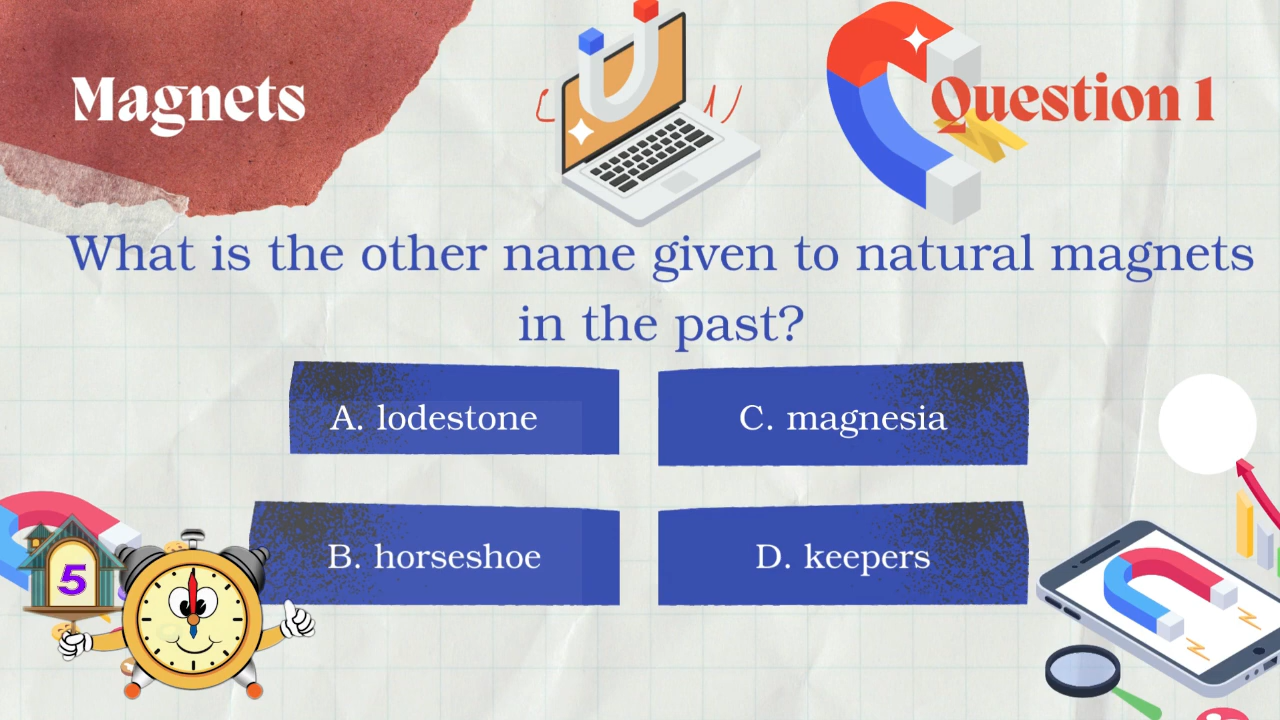 Magnets
Question 1
What is the other name given to natural magnets
in the past?
A. lodestone
C. magnesia
B. horseshoe
D. keepers
5